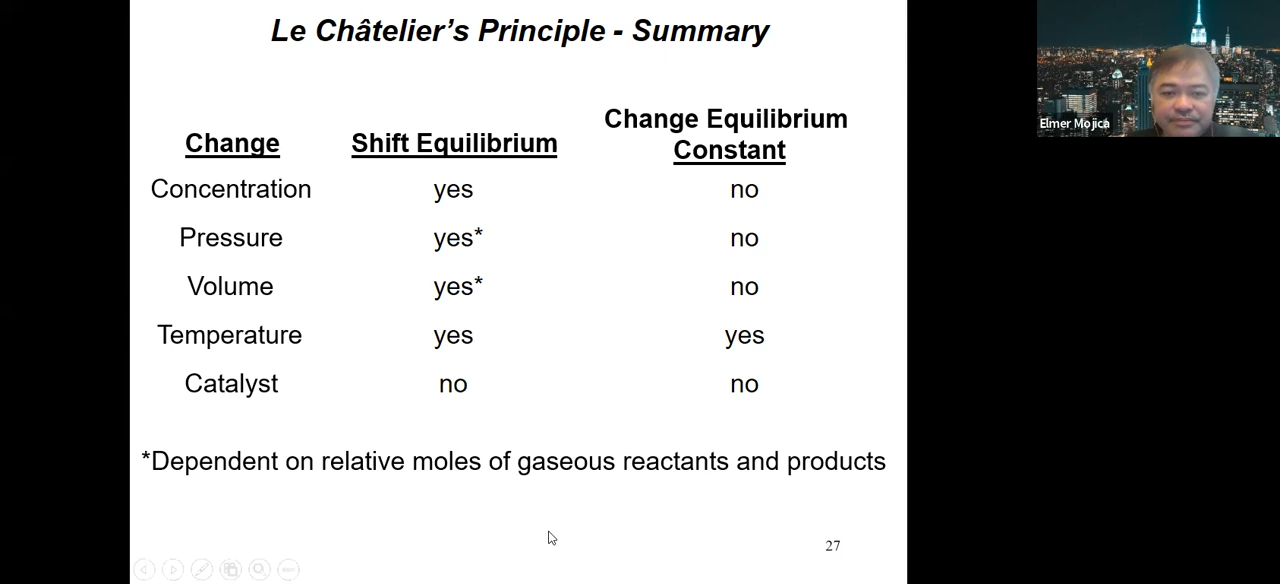 Le Châtelier's Principle - Summary
Change Shift Equilibrium Change Equilibrium Constant
Concentration yes no
Pressure yes* no
Volume yes* no
Temperature yes yes
Catalyst no no
*Dependent on relative moles of gaseous reactants and products
27
Elmer Mojica